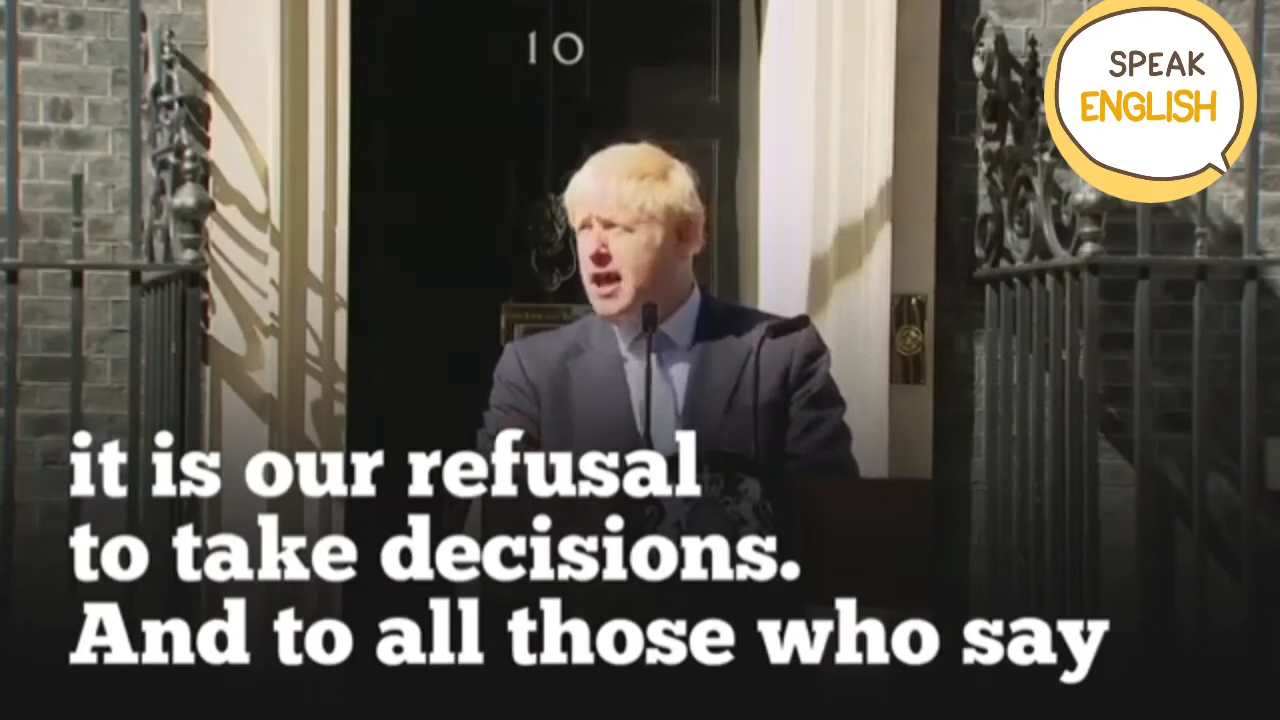 10
SPEAK
ENGLISH
it is our refusal
to take decisions.
And to all those who say